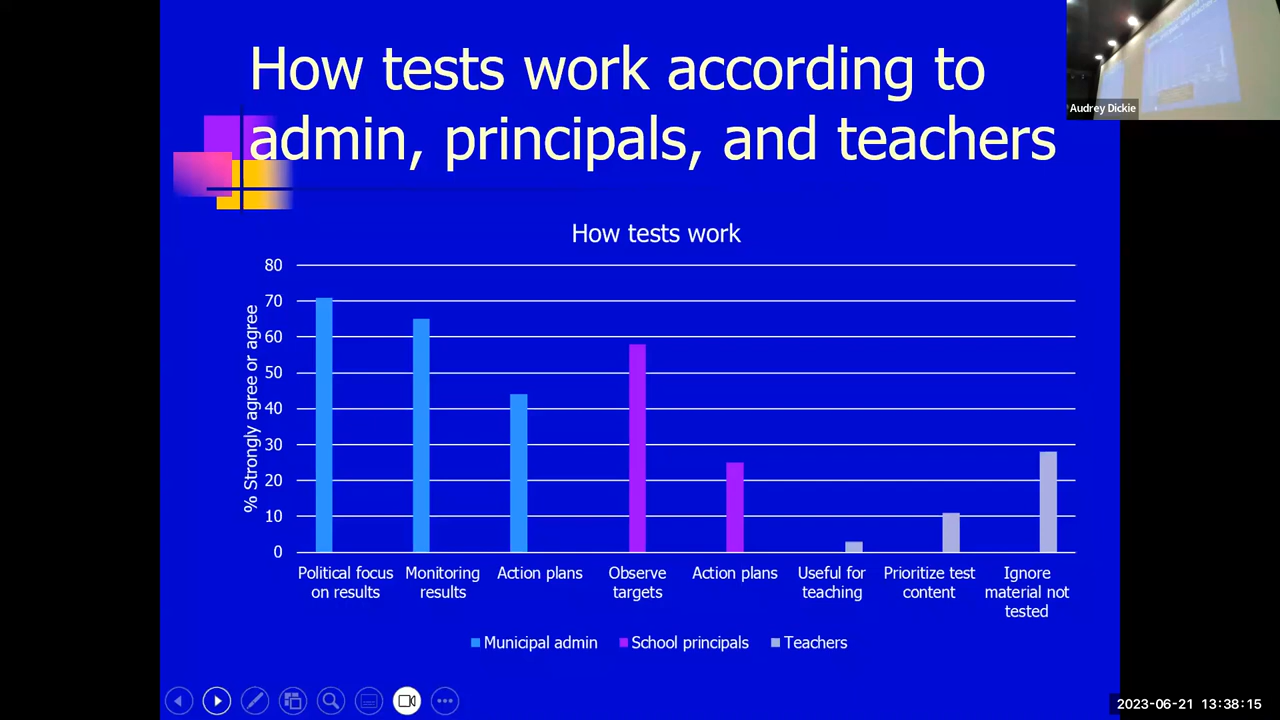 How tests work according to
admin, principals, and teachers
Audrey Dickie
How tests work
% Strongly agree or agree
80
70
60
50
40
30
20
10
0
Political focus
on results
Monitoring
results
Action plans
Observe
targets
Action plans
Useful for
teaching
Prioritize test
content
Ignore
material not
tested
Municipal admin
School principals
Teachers
2023-06-21 13:38:15